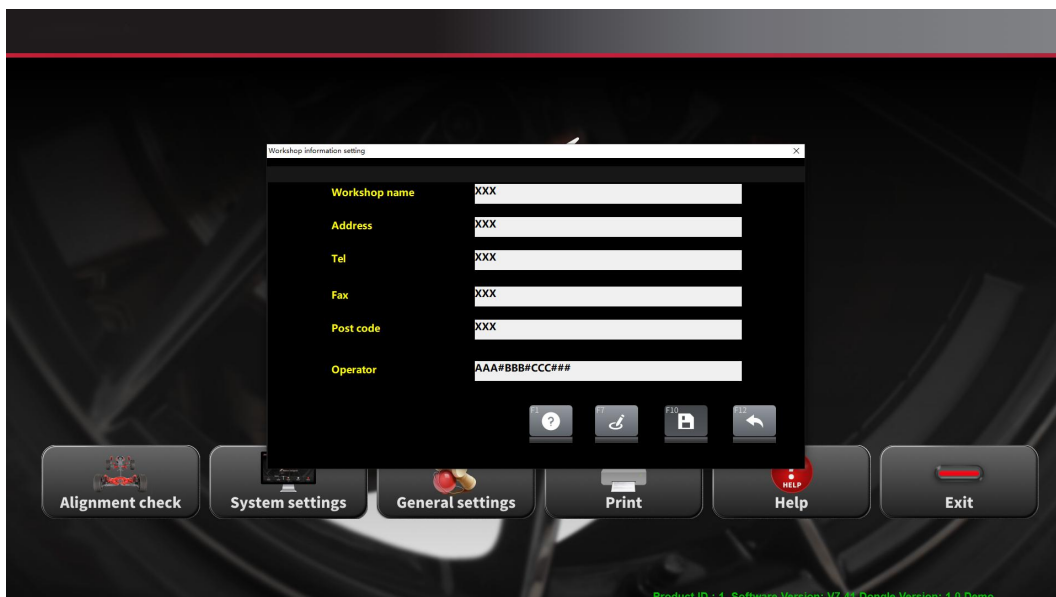 Workshop information setting
Workshop name XXX
Address XXX
Tel XXX
Fax XXX
Post code XXX
Operator AAA#BBB#CCC###
F1 F7 F10 F12
HELP
Alignment check System settings General settings Print Help Exit
Product ID : 1 Software Version: V7.41 Dongle Version: 1.0 Demo